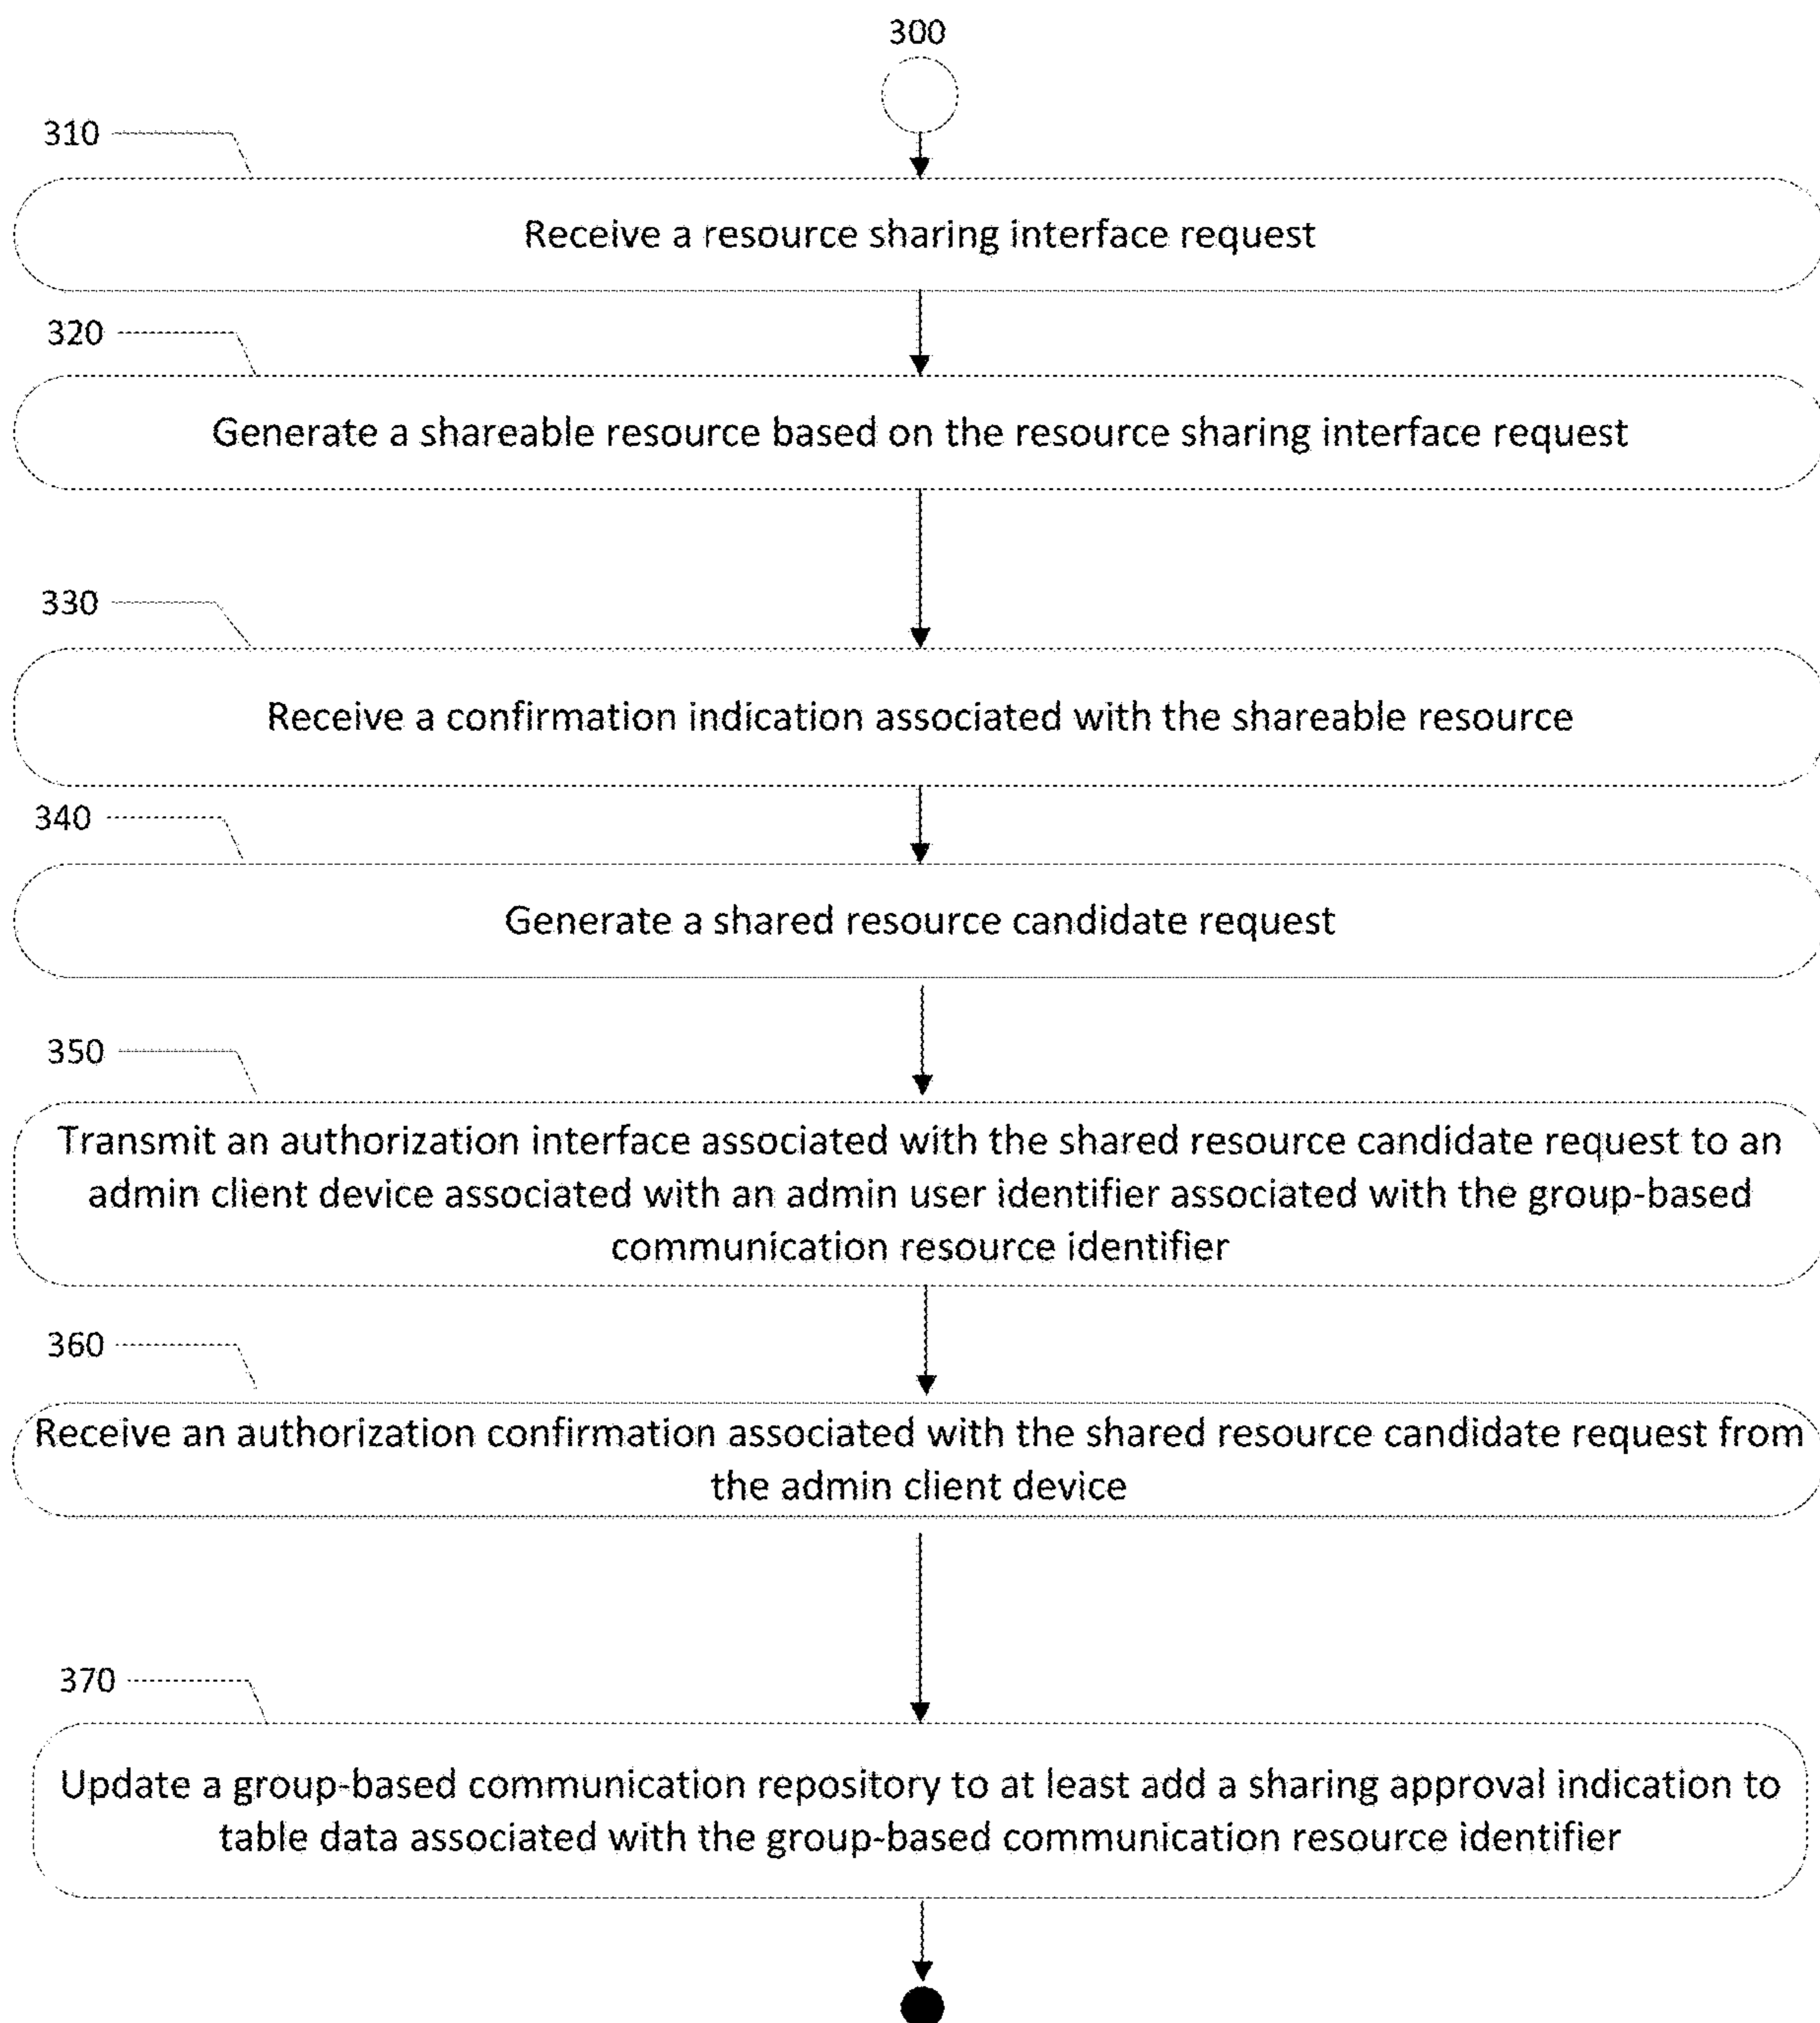 300
310
Receive a resource sharing interface request
320
Generate a shareable resource based on the resource sharing interface request
330
Receive a confirmation indication associated with the shareable resource
340
Generate a shared resource candidate request
350
Transmit an authorization interface associated with the shared resource candidate request to an
admin client device associated with an admin user identifier associated with the group-based
communication resource identifier
360
Receive an authorization confirmation associated with the shared resource candidate request from
the admin client device
370
Update a group-based communication repository to at least add a sharing approval indication to
table data associated with the group-based communication resource identifier